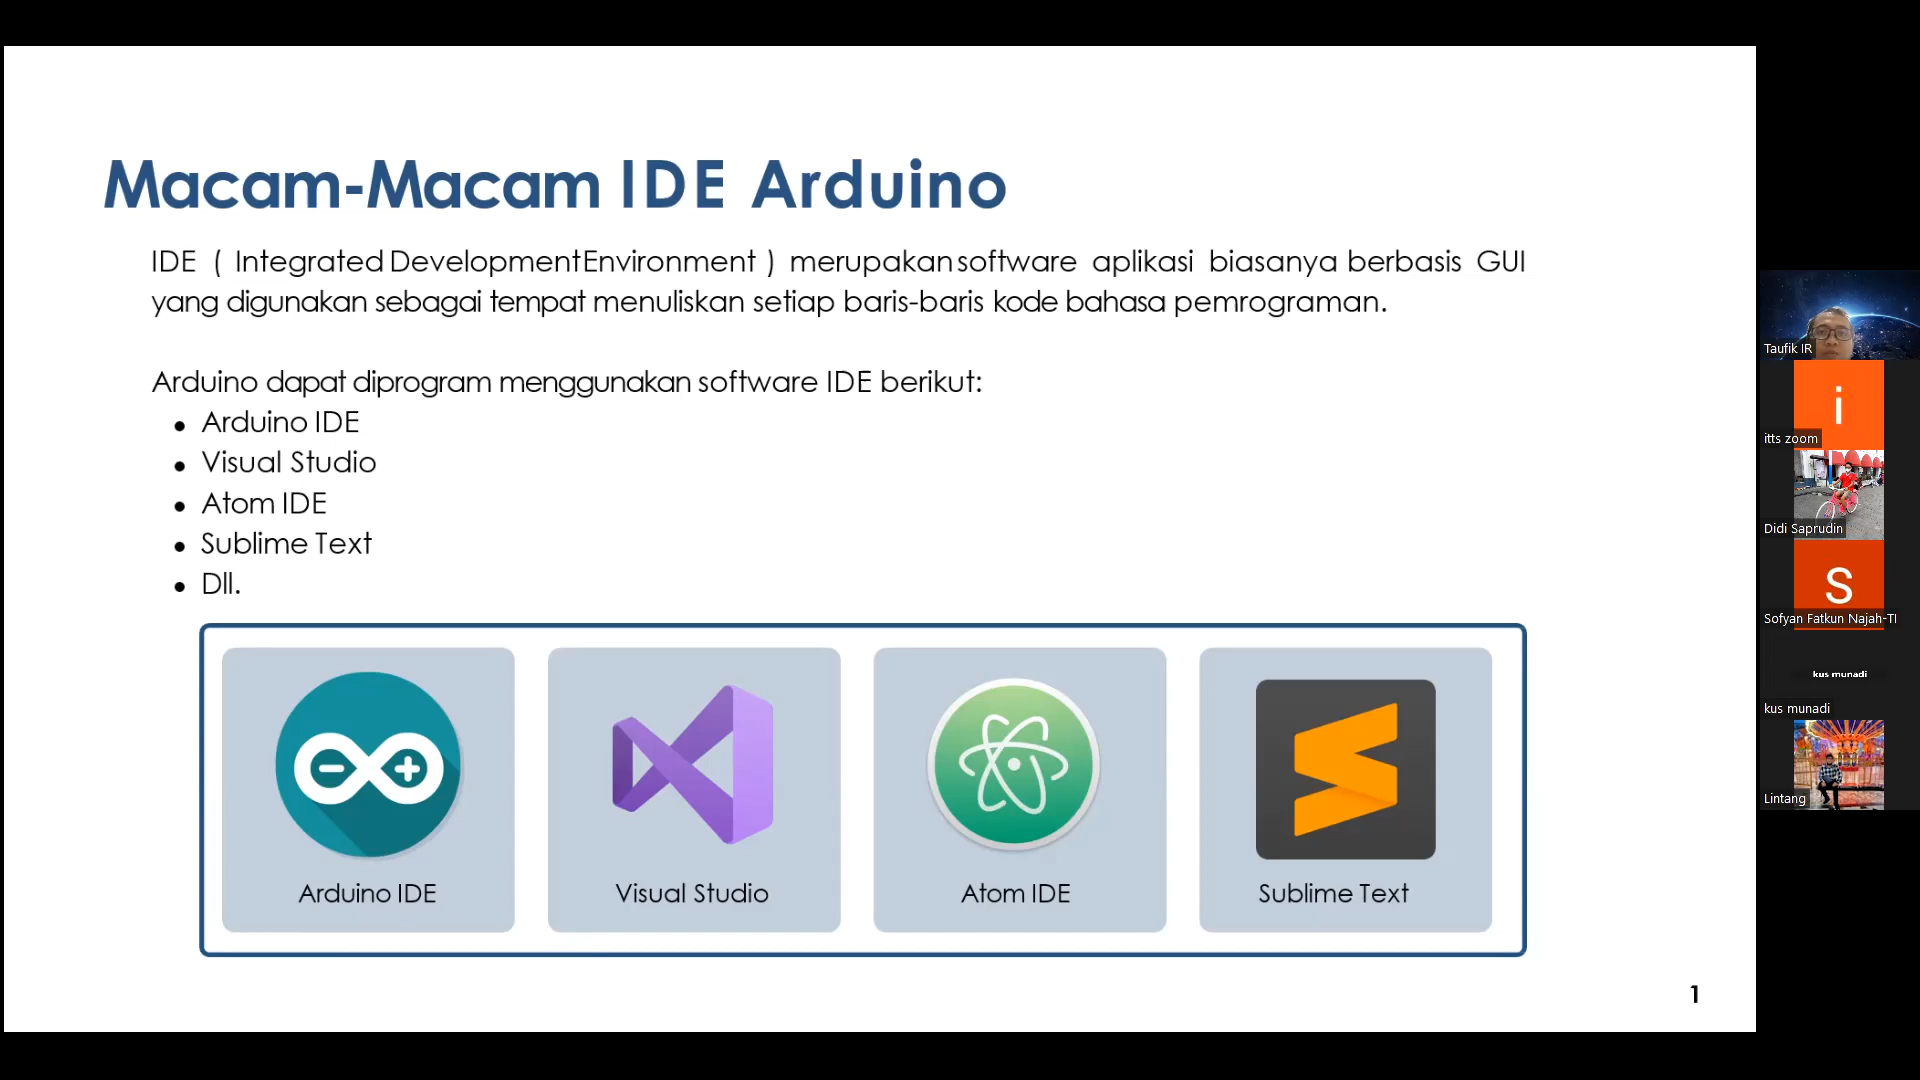 Macam-Macam IDE Arduino
IDE ( Integrated Development Environment ) merupakan software aplikasi biasanya berbasis GUI
yang digunakan sebagai tempat menuliskan setiap baris-baris kode bahasa pemrograman.
Arduino dapat diprogram menggunakan software IDE berikut:
• Arduino IDE
• Visual Studio
• Atom IDE
• Sublime Text
• Dll.
Arduino IDE
Visual Studio
Atom IDE
Sublime Text
1
Taufik IR
i
itts zoom
Didi Saprudin
S
Sofyan Fatkun Najah-TI
kus munadi
kus munadi
Lintang